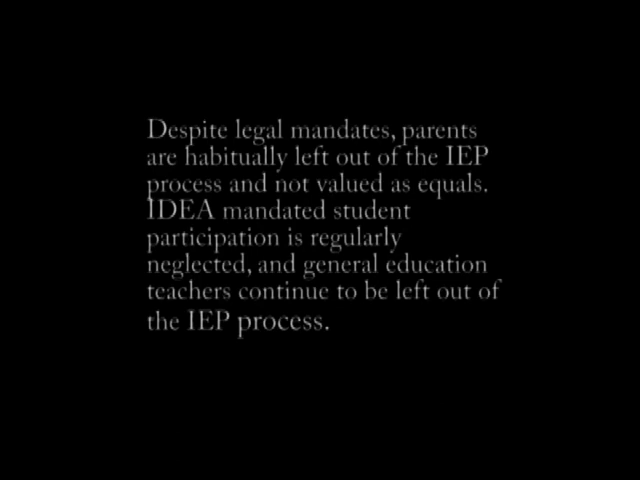 Despite legal mandates, parents
are habitually left out of the IEP
process and not valued as equals.
IDEA mandated student
participation is regularly
neglected, and general education
teachers continue to be left out of
the IEP process.